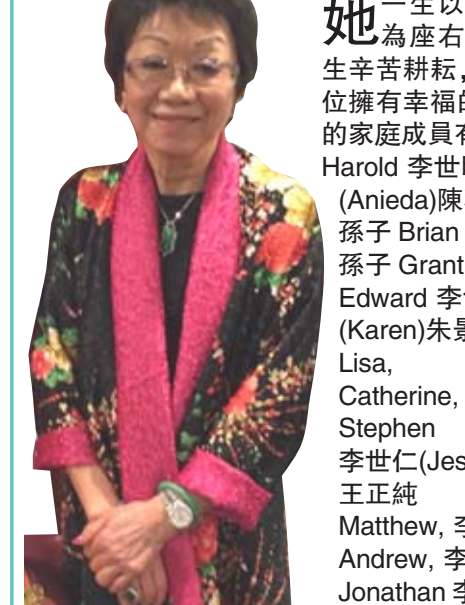 她一生以
為座右
生辛苦耕耘,
位擁有幸福的
的家庭成員有
Harold 李世
(Anieda)陳
孫子 Brian
孫子 Grant
Edward 李
(Karen)朱景
Lisa,
Catherine,
Stephen
李世仁(Jes
王正純
Matthew, 李
Andrew, 李
Jonathan 李